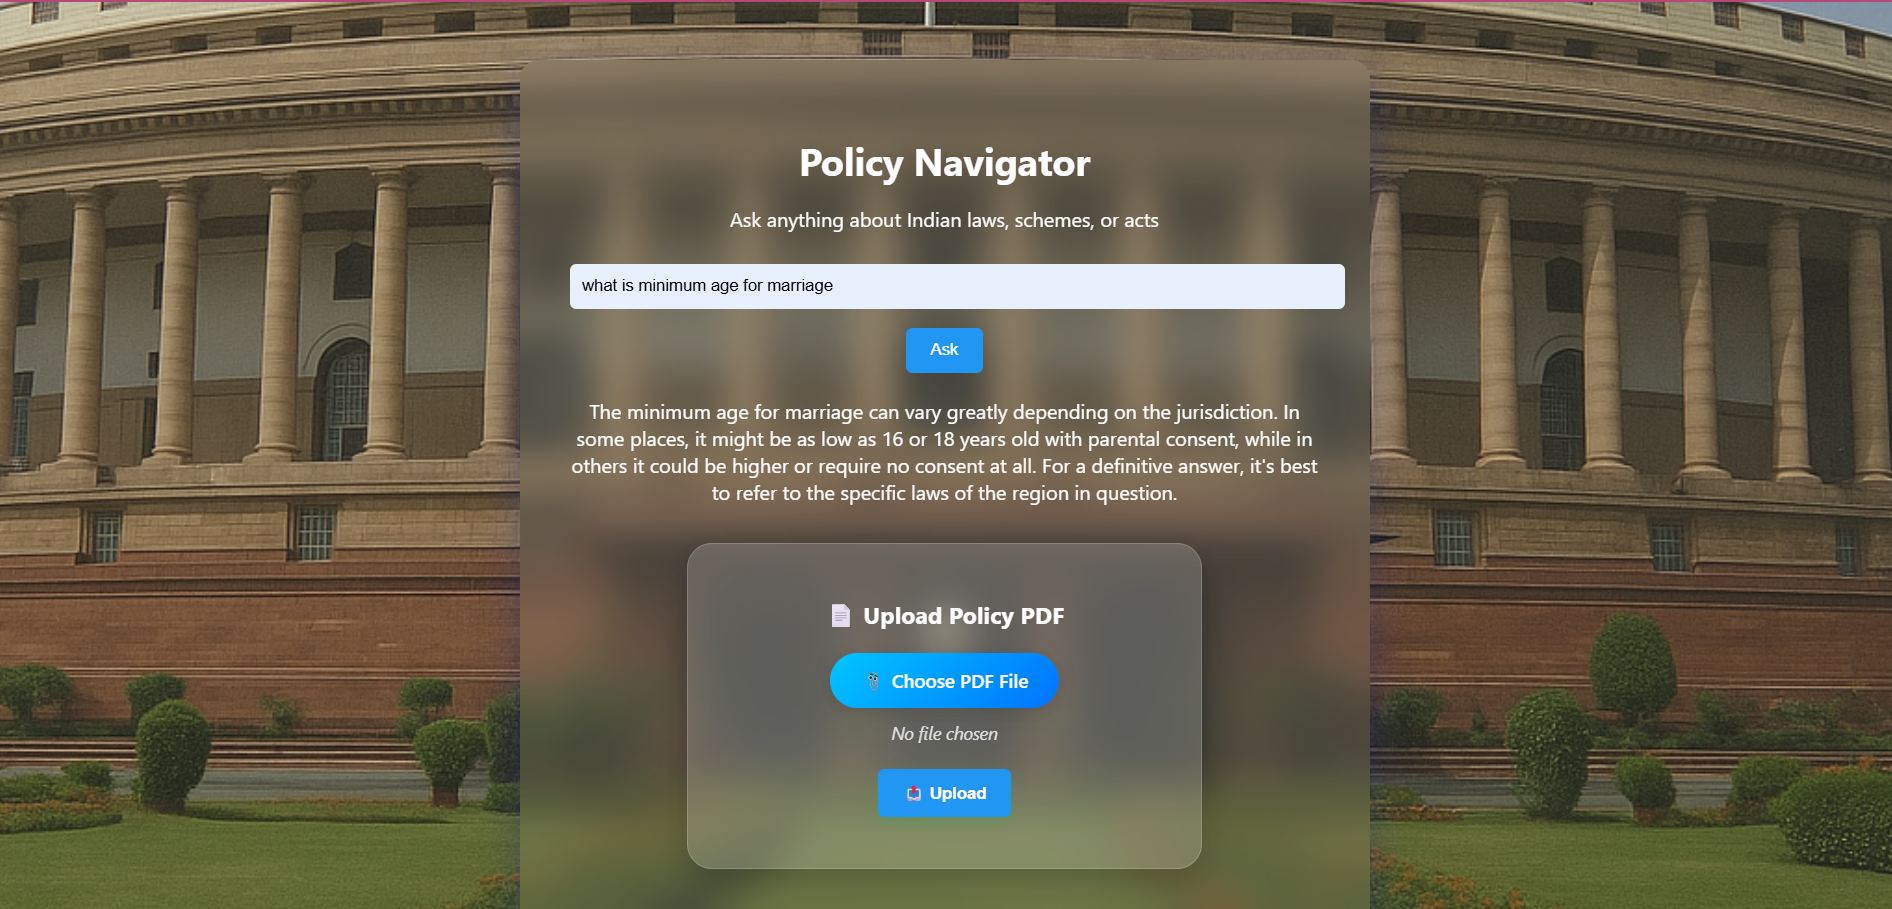 Policy Navigator
Ask anything about Indian laws, schemes, or acts
what is minimum age for marriage
Ask
The minimum age for marriage can vary greatly depending on the jurisdiction. In
some places, it might be as low as 16 or 18 years old with parental consent, while in
others it could be higher or require no consent at all. For a definitive answer, it's best
to refer to the specific laws of the region in question.
Upload Policy PDF
Choose PDF File
No file chosen
Upload